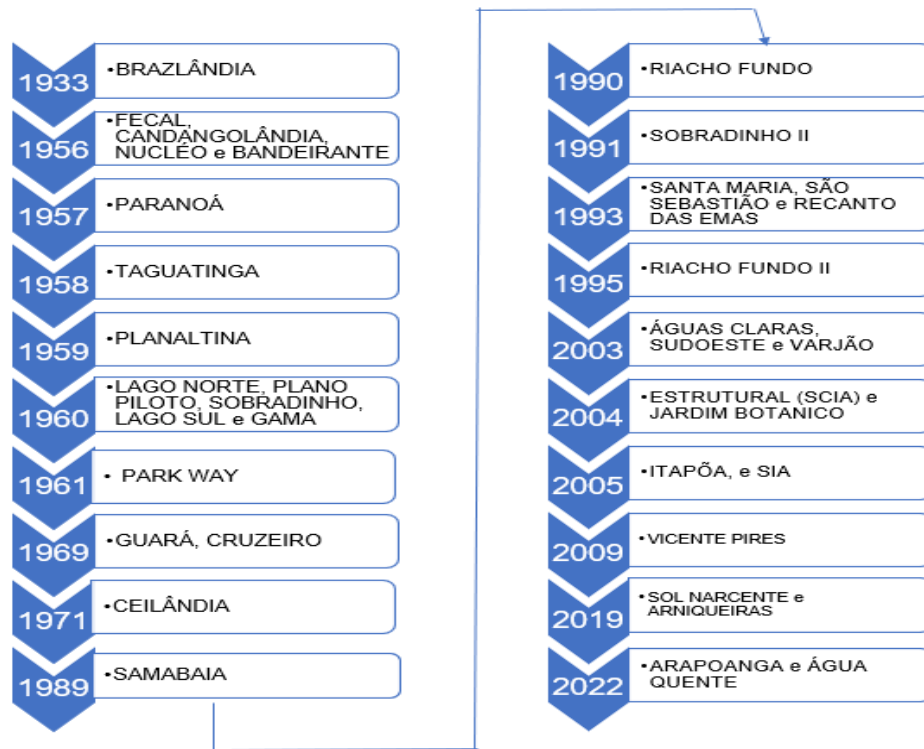 1933
•BRAZLÂNDIA
1956
•FECAL,
CANDANGOLÂNDIA,
NUCLÉO e BANDEIRANTE
1957
•PARANOÁ
1958
•TAGUATINGA
1959
•PLANALTINA
1960
•LAGO NORTE, PLANO
PILOTO, SOBRADINHO,
LAGO SUL e GAMA
1961
• PARK WAY
1969
•GUARÁ, CRUZEIRO
1971
•CEILÂNDIA
1989
•SAMABAIA
1990
•RIACHO FUNDO
1991
•SOBRADINHO II
1993
•SANTA MARIA, SÃO
SEBASTIÃO e RECANTO
DAS EMAS
1995
•RIACHO FUNDO II
2003
•ÁGUAS CLARAS,
SUDOESTE e VARJÃO
2004
•ESTRUTURAL (SCIA) e
JARDIM BOTANICO
2005
•ITAPÕA, e SIA
2009
•VICENTE PIRES
2019
•SOL NARCENTE e
ARNIQUEIRAS
2022
•ARAPOANGA e ÁGUA
QUENTE